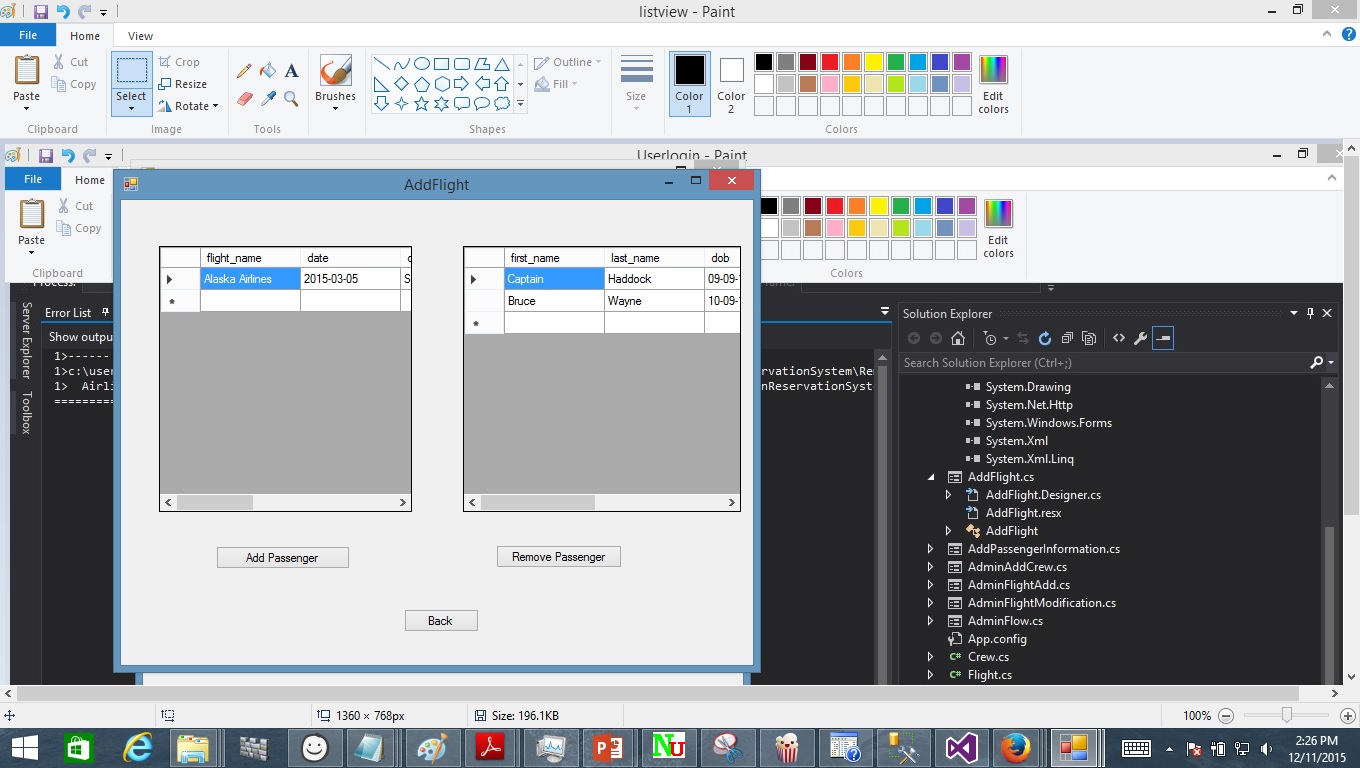 listview - Paint
File Home View
Paste
Cut
Copy
Clipboard
Select
Crop
Resize
Rotate
Image
Tools
Brushes
Shapes
Outline
Fill
Size
Color 1
Color 2
Colors
Edit colors
Userlogin - Paint
File Home
Paste
Cut
Copy
Clipboard
Edit colors
Colors
AddFlight
flight_name date
Alaska Airlines 2015-03-05 S
first_name last_name dob
Captain Haddock 09-09-
Bruce Wayne 10-09-
Add Passenger
Remove Passenger
Back
Process:
Server Explorer
Toolbox
Error List
Show outpu
1>------
1>c:\user
1> Airli
==========
rvationSystem\Re
nReservationSyst
Solution Explorer
Search Solution Explorer (Ctrl+;)
System.Drawing
System.Net.Http
System.Windows.Forms
System.Xml
System.Xml.Linq
AddFlight.cs
AddFlight.Designer.cs
AddFlight.resx
AddFlight
AddPassengerInformation.cs
AdminAddCrew.cs
AdminFlightAdd.cs
AdminFlightModification.cs
AdminFlow.cs
App.config
C# Crew.cs
C# Flight.cs
1360 × 768px
Size: 196.1KB
100%
Nu
2:26 PM
12/11/2015